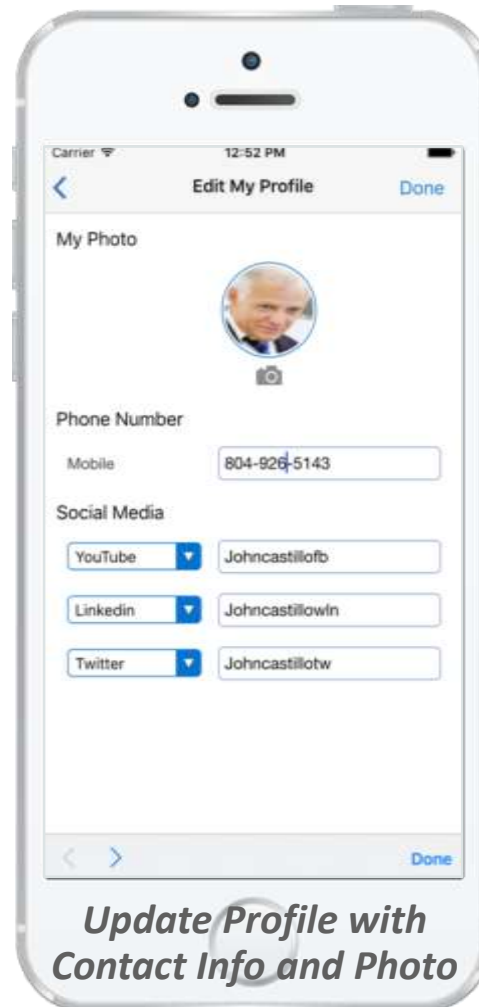 Carrier 12:52 PM
Edit My Profile Done
My Photo
Phone Number
Mobile 804-926-5143
Social Media
YouTube Johncastillofb
Linkedin Johncastillowln
Twitter Johncastillotw
Done
Update Profile with
Contact Info and Photo